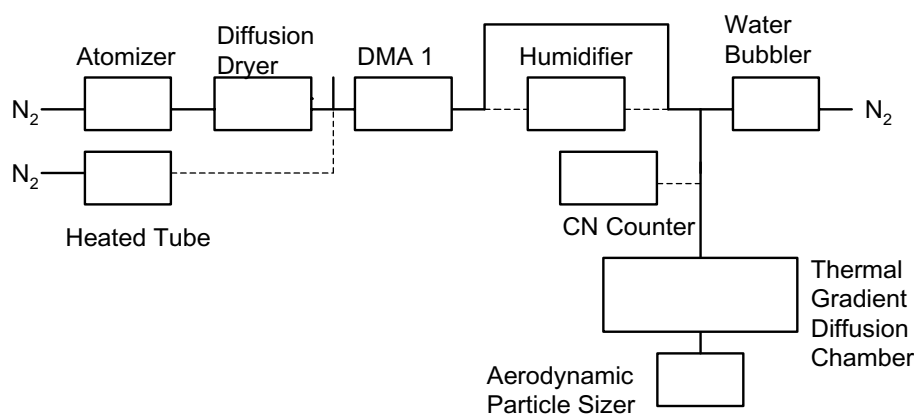 Atomizer
Diffusion
Dryer
DMA 1
Humidifier
Water
Bubbler
N₂
N₂
N₂
Heated Tube
CN Counter
Thermal
Gradient
Diffusion
Chamber
Aerodynamic
Particle Sizer